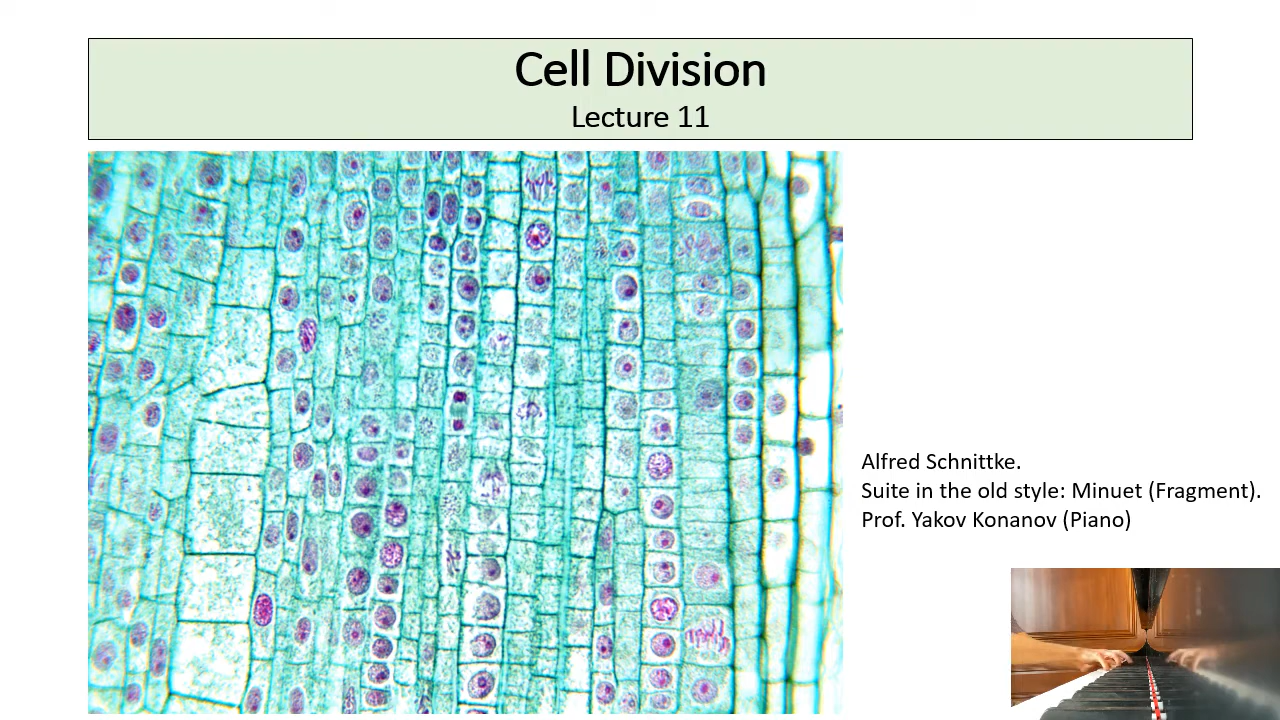 Cell Division
Lecture 11
Alfred Schnittke.
Suite in the old style: Minuet (Fragment).
Prof. Yakov Konanov (Piano)